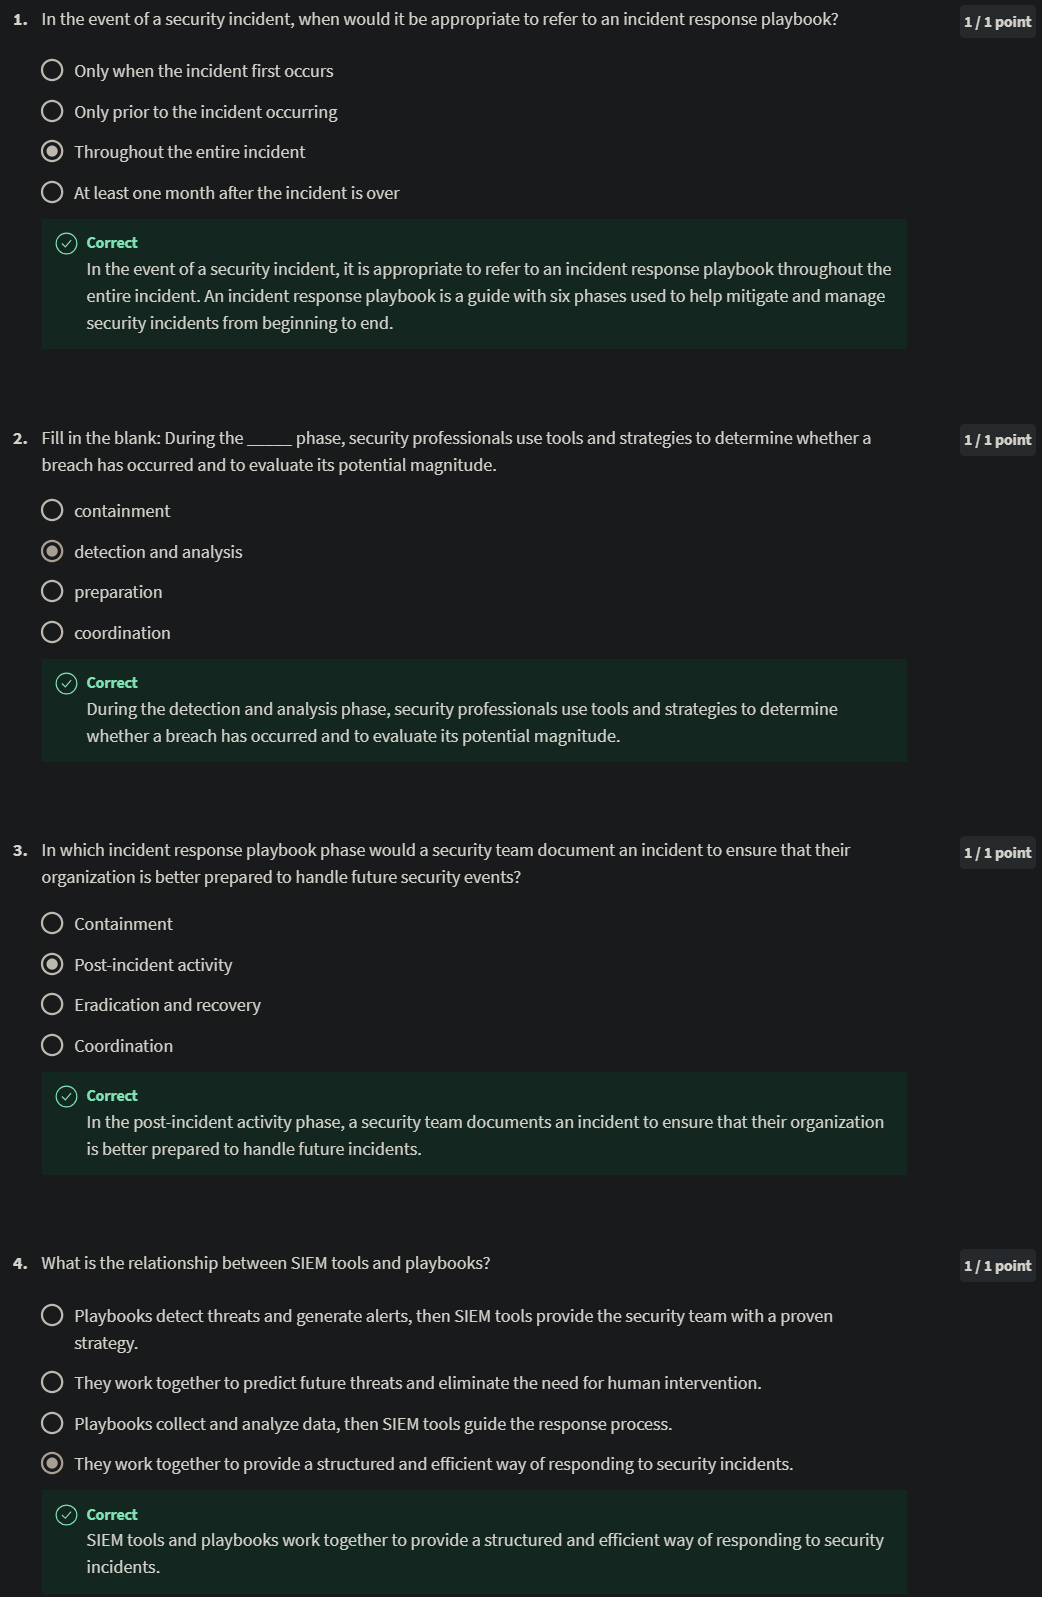 1. In the event of a security incident, when would it be appropriate to refer to an incident response playbook?
1 / 1 point
Only when the incident first occurs
Only prior to the incident occurring
Throughout the entire incident
At least one month after the incident is over
Correct
In the event of a security incident, it is appropriate to refer to an incident response playbook throughout the
entire incident. An incident response playbook is a guide with six phases used to help mitigate and manage
security incidents from beginning to end.
2. Fill in the blank: During the _____ phase, security professionals use tools and strategies to determine whether a
1 / 1 point
breach has occurred and to evaluate its potential magnitude.
containment
detection and analysis
preparation
coordination
Correct
During the detection and analysis phase, security professionals use tools and strategies to determine
whether a breach has occurred and to evaluate its potential magnitude.
3. In which incident response playbook phase would a security team document an incident to ensure that their
1 / 1 point
organization is better prepared to handle future security events?
Containment
Post-incident activity
Eradication and recovery
Coordination
Correct
In the post-incident activity phase, a security team documents an incident to ensure that their organization
is better prepared to handle future incidents.
4. What is the relationship between SIEM tools and playbooks?
1 / 1 point
Playbooks detect threats and generate alerts, then SIEM tools provide the security team with a proven
strategy.
They work together to predict future threats and eliminate the need for human intervention.
Playbooks collect and analyze data, then SIEM tools guide the response process.
They work together to provide a structured and efficient way of responding to security incidents.
Correct
SIEM tools and playbooks work together to provide a structured and efficient way of responding to security
incidents.